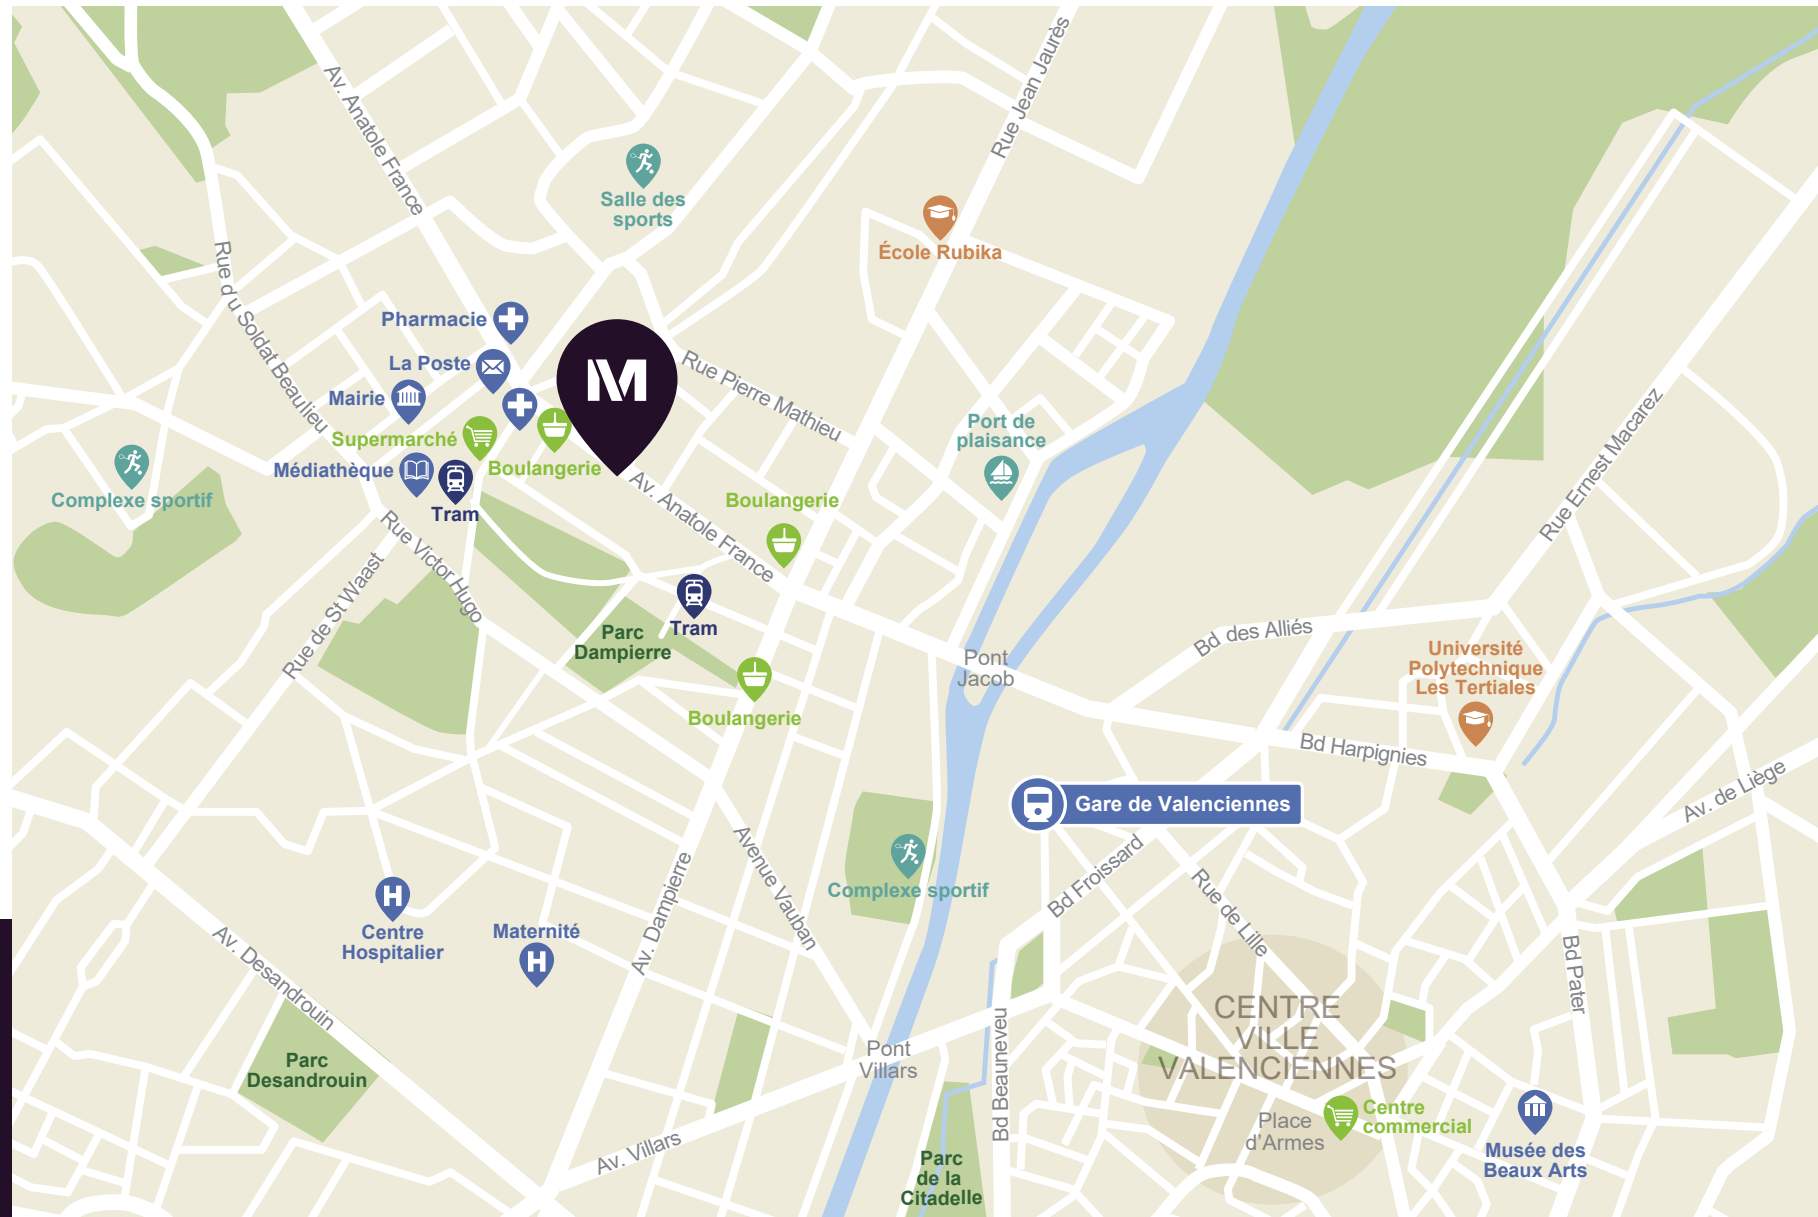 Av. Anatole France
Rue Jean Jaurès
Salle des
sports
École Rubika
Rue du Soldat Beaulieu
Pharmacie
La Poste
Mairie
M
Rue Pierre Mathieu
Supermarché
Boulangerie
Médiathèque
Tram
Complexe sportif
Port de
plaisance
Av. Anatole France
Boulangerie
Rue Ernest Macarez
Rue Victor Hugo
Rue de St Waast
Parc
Dampierre
Tram
Boulangerie
Pont
Jacob
Bd des Alliés
Université
Polytechnique
Les Tertiales
Bd Harpignies
Av. de Liège
Gare de Valenciennes
Avenue Vauban
Av. Dampierre
Complexe sportif
Bd Froissard
Rue de Lille
H
Centre
Hospitalier
Maternité
H
Av. Desandrouin
Bd Pater
CENTRE
VILLE
VALENCIENNES
Pont
Villars
Bd Beauneveu
Parc
Desandrouin
Av. Villars
Place
d'Armes
Centre
commercial
Musée des
Beaux Arts
Parc
de la
Citadelle